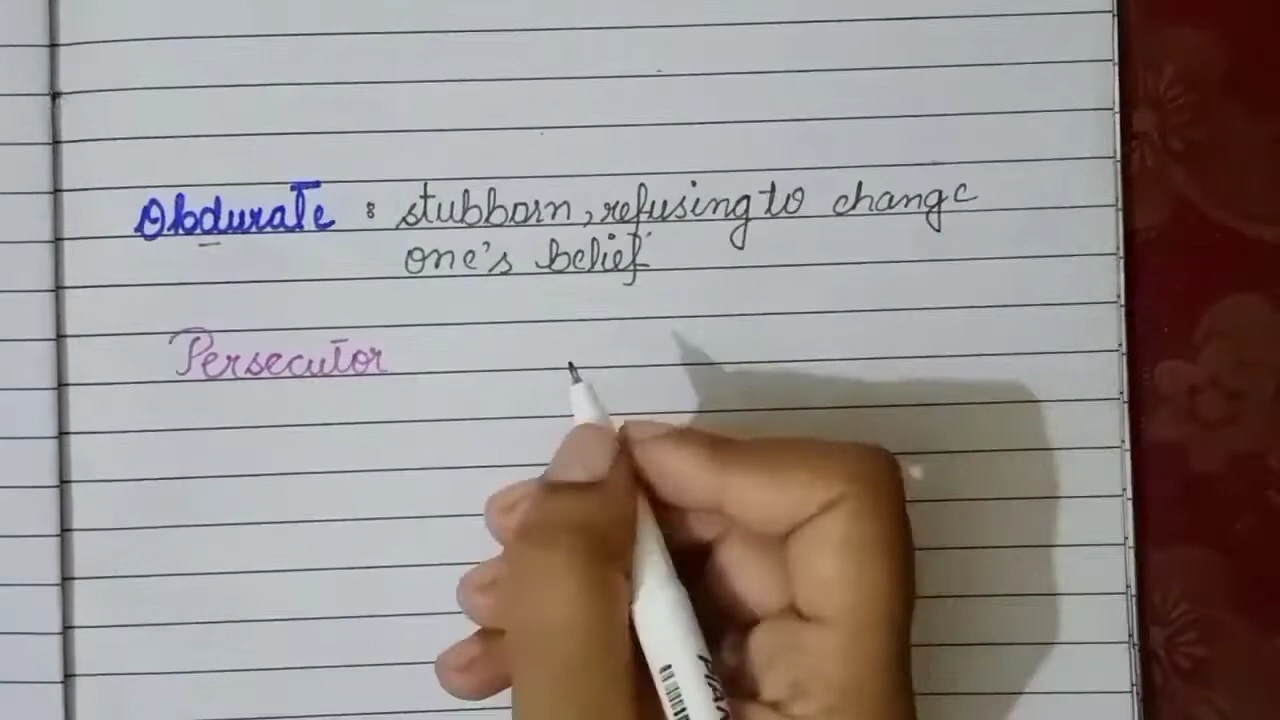 Obdurate : stubborn, refusing to change
one's belief
Persecutor